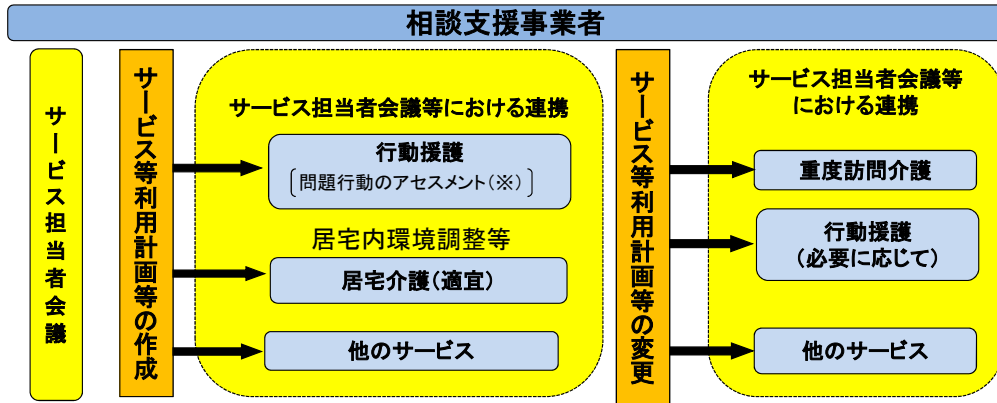 相談支援事業者
サービス担当者会議
サービス等利用計画等の作成
サービス担当者会議等における連携
行動援護
問題行動のアセスメント(※)
居宅内環境調整等
居宅介護(適宜)
他のサービス
サービス等利用計画等の変更
サービス担当者会議等
における連携
重度訪問介護
行動援護
(必要に応じて)
他のサービス